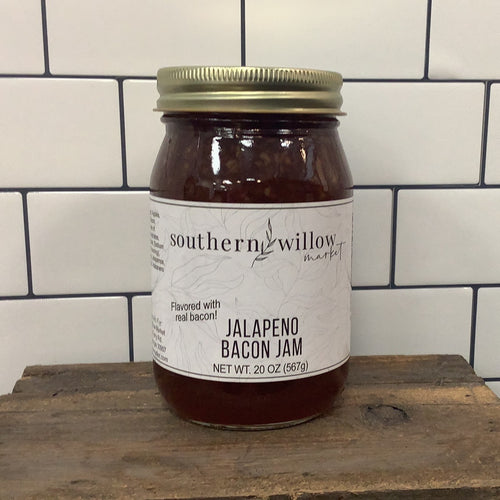 southern willow
market
Flavored with
real bacon!
JALAPENO
BACON JAM
NET WT. 20 OZ (567g)